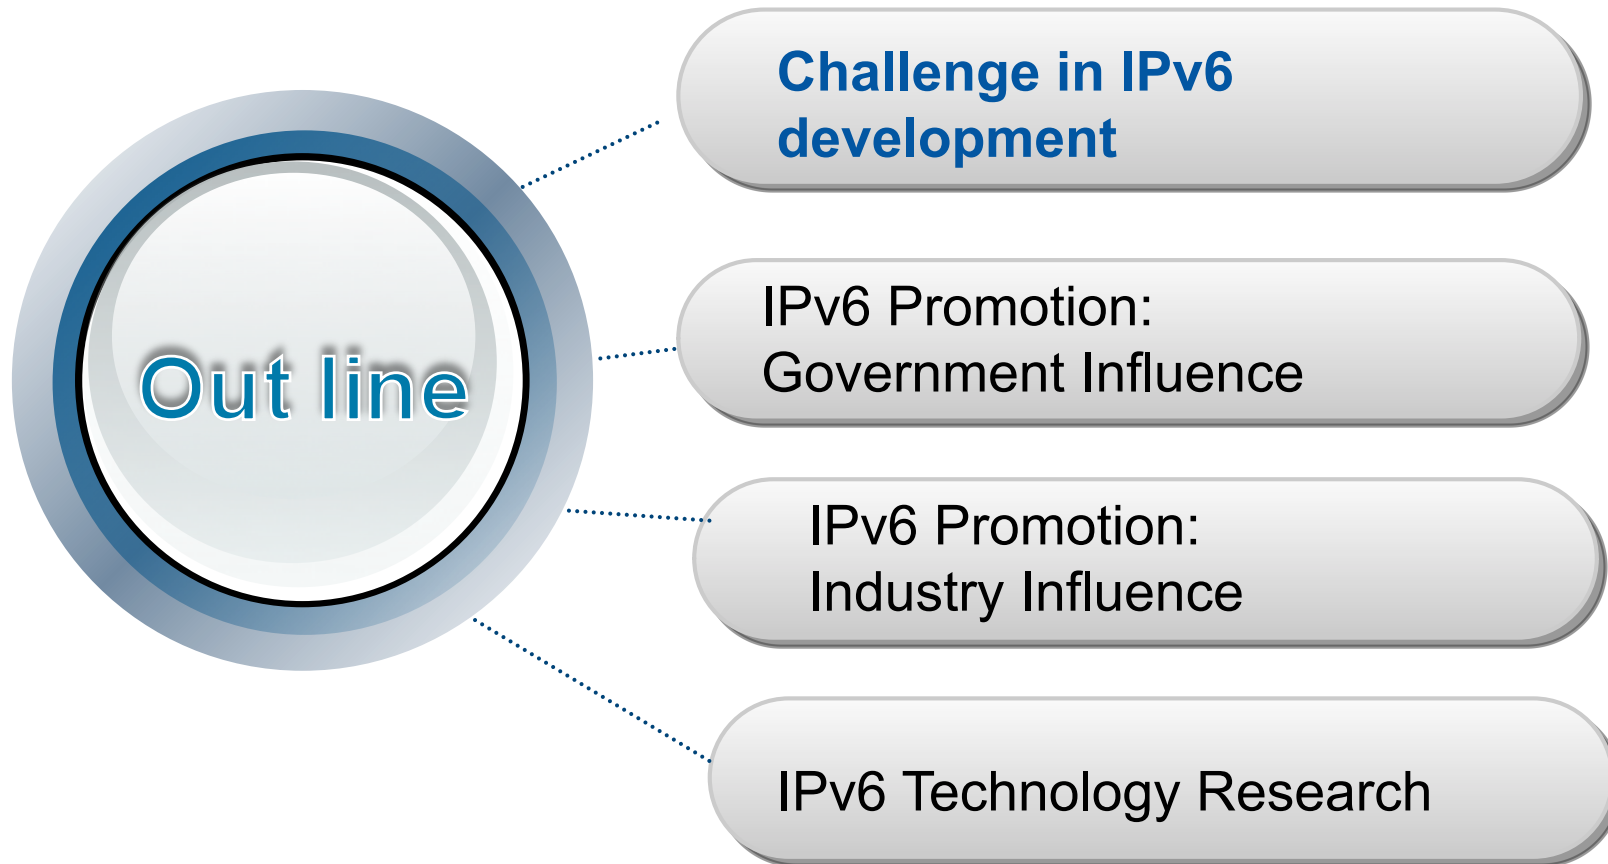 Challenge in IPv6
development
IPv6 Promotion:
Government Influence
Out line
IPv6 Promotion:
Industry Influence
IPv6 Technology Research